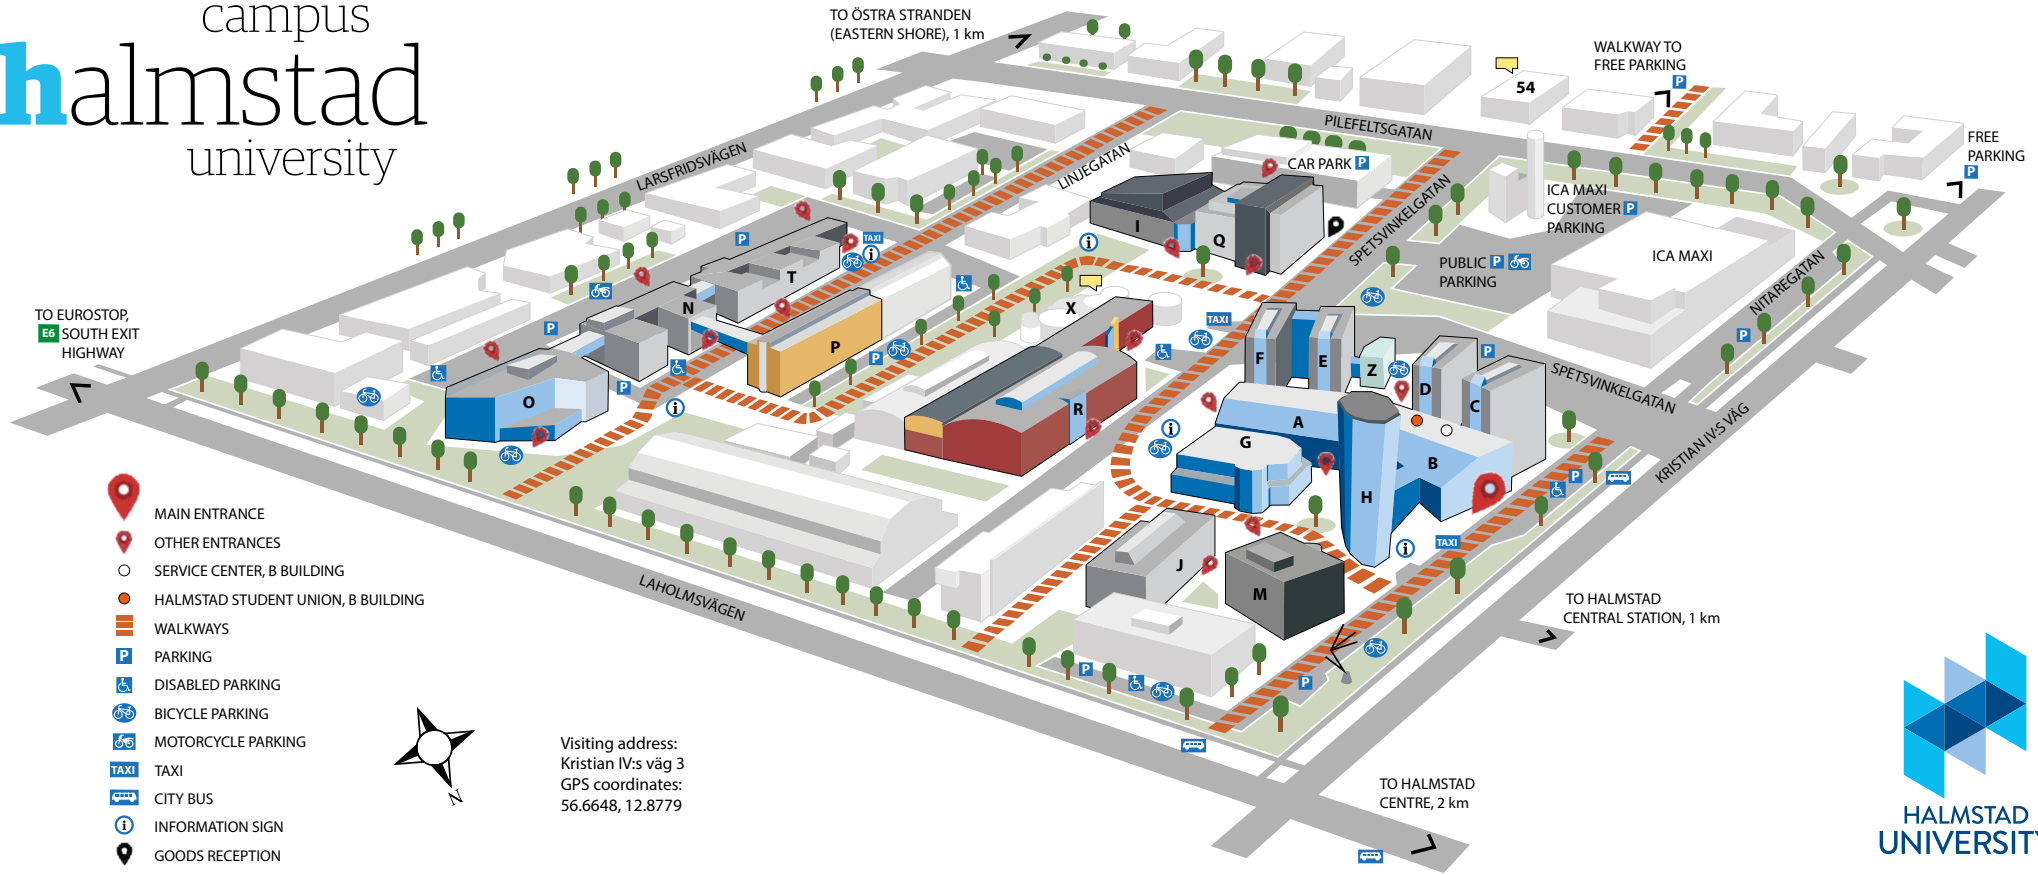 campus
halmstad
university
TO ÖSTRA STRANDEN
(EASTERN SHORE), 1 km
WALKWAY TO
FREE PARKING
P
54
FREE
PARKING
P
PILEFELTSGATAN
LARSFRIDSVÄGEN
LINJEGATAN
CAR PARK P
SPETSVINKELGATAN
ICA MAXI
CUSTOMER P
PARKING
ICA MAXI
PUBLIC P
PARKING
NITAREGATAN
P
I
Q
i
P
TAXI
i
T
N
P
X
TO EUROSTOP,
E6 SOUTH EXIT
HIGHWAY
P
P
P
O
i
TAXI
F
E
Z
P
D
C
SPETSVINKELGATAN
KRISTIAN IV:S VÄG
R
A
G
i
B
H
P
i
TAXI
J
M
LAHOLMSVÄGEN
P
P
TO HALMSTAD
CENTRAL STATION, 1 km
TO HALMSTAD
CENTRE, 2 km
MAIN ENTRANCE
OTHER ENTRANCES
SERVICE CENTER, B BUILDING
HALMSTAD STUDENT UNION, B BUILDING
WALKWAYS
P PARKING
DISABLED PARKING
BICYCLE PARKING
MOTORCYCLE PARKING
TAXI TAXI
CITY BUS
i INFORMATION SIGN
GOODS RECEPTION
N
Visiting address:
Kristian IV:s väg 3
GPS coordinates:
56.6648, 12.8779
HALMSTAD
UNIVERSIT